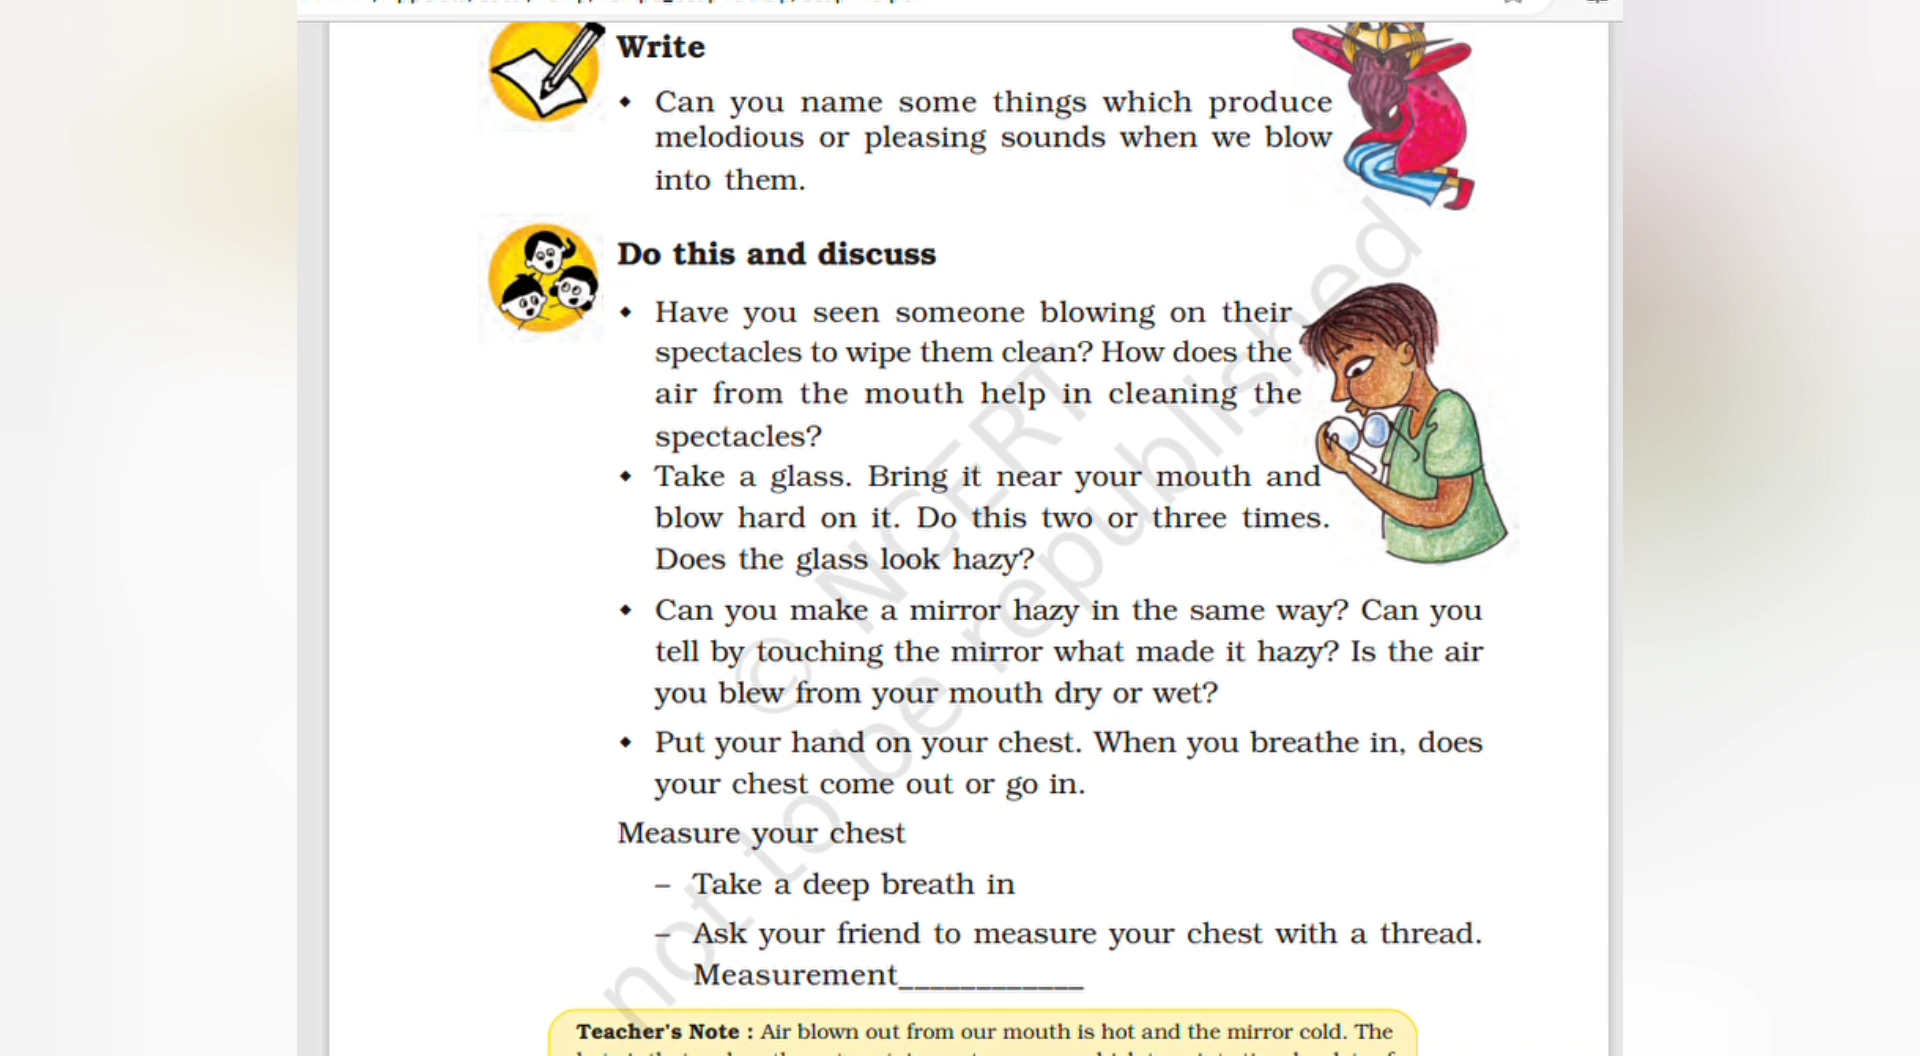 Write
◆ Can you name some things which produce
melodious or pleasing sounds when we blow
into them.
Do this and discuss
◆ Have you seen someone blowing on their
spectacles to wipe them clean? How does the
air from the mouth help in cleaning the
spectacles?
◆ Take a glass. Bring it near your mouth and
blow hard on it. Do this two or three times.
Does the glass look hazy?
◆ Can you make a mirror hazy in the same way? Can you
tell by touching the mirror what made it hazy? Is the air
you blew from your mouth dry or wet?
◆ Put your hand on your chest. When you breathe in, does
your chest come out or go in.
Measure your chest
– Take a deep breath in
– Ask your friend to measure your chest with a thread.
Measurement____________
Teacher's Note : Air blown out from our mouth is hot and the mirror cold. The
© NCERT
not to be republished